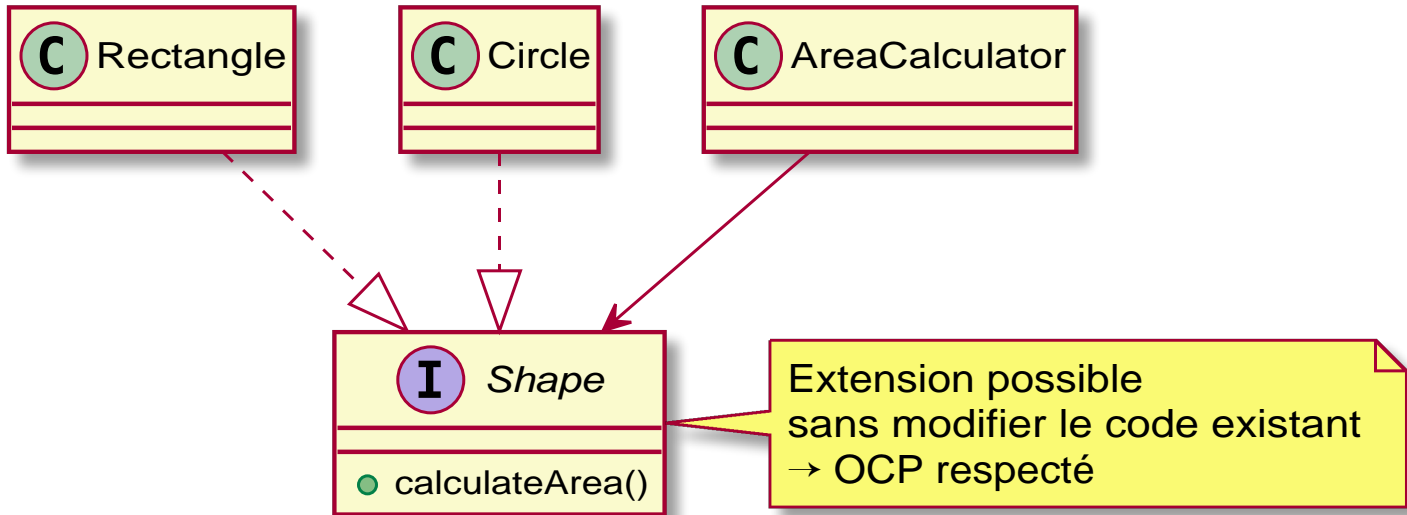 C Rectangle
C Circle
C AreaCalculator
I Shape
calculateArea()
Extension possible
sans modifier le code existant
→ OCP respecté